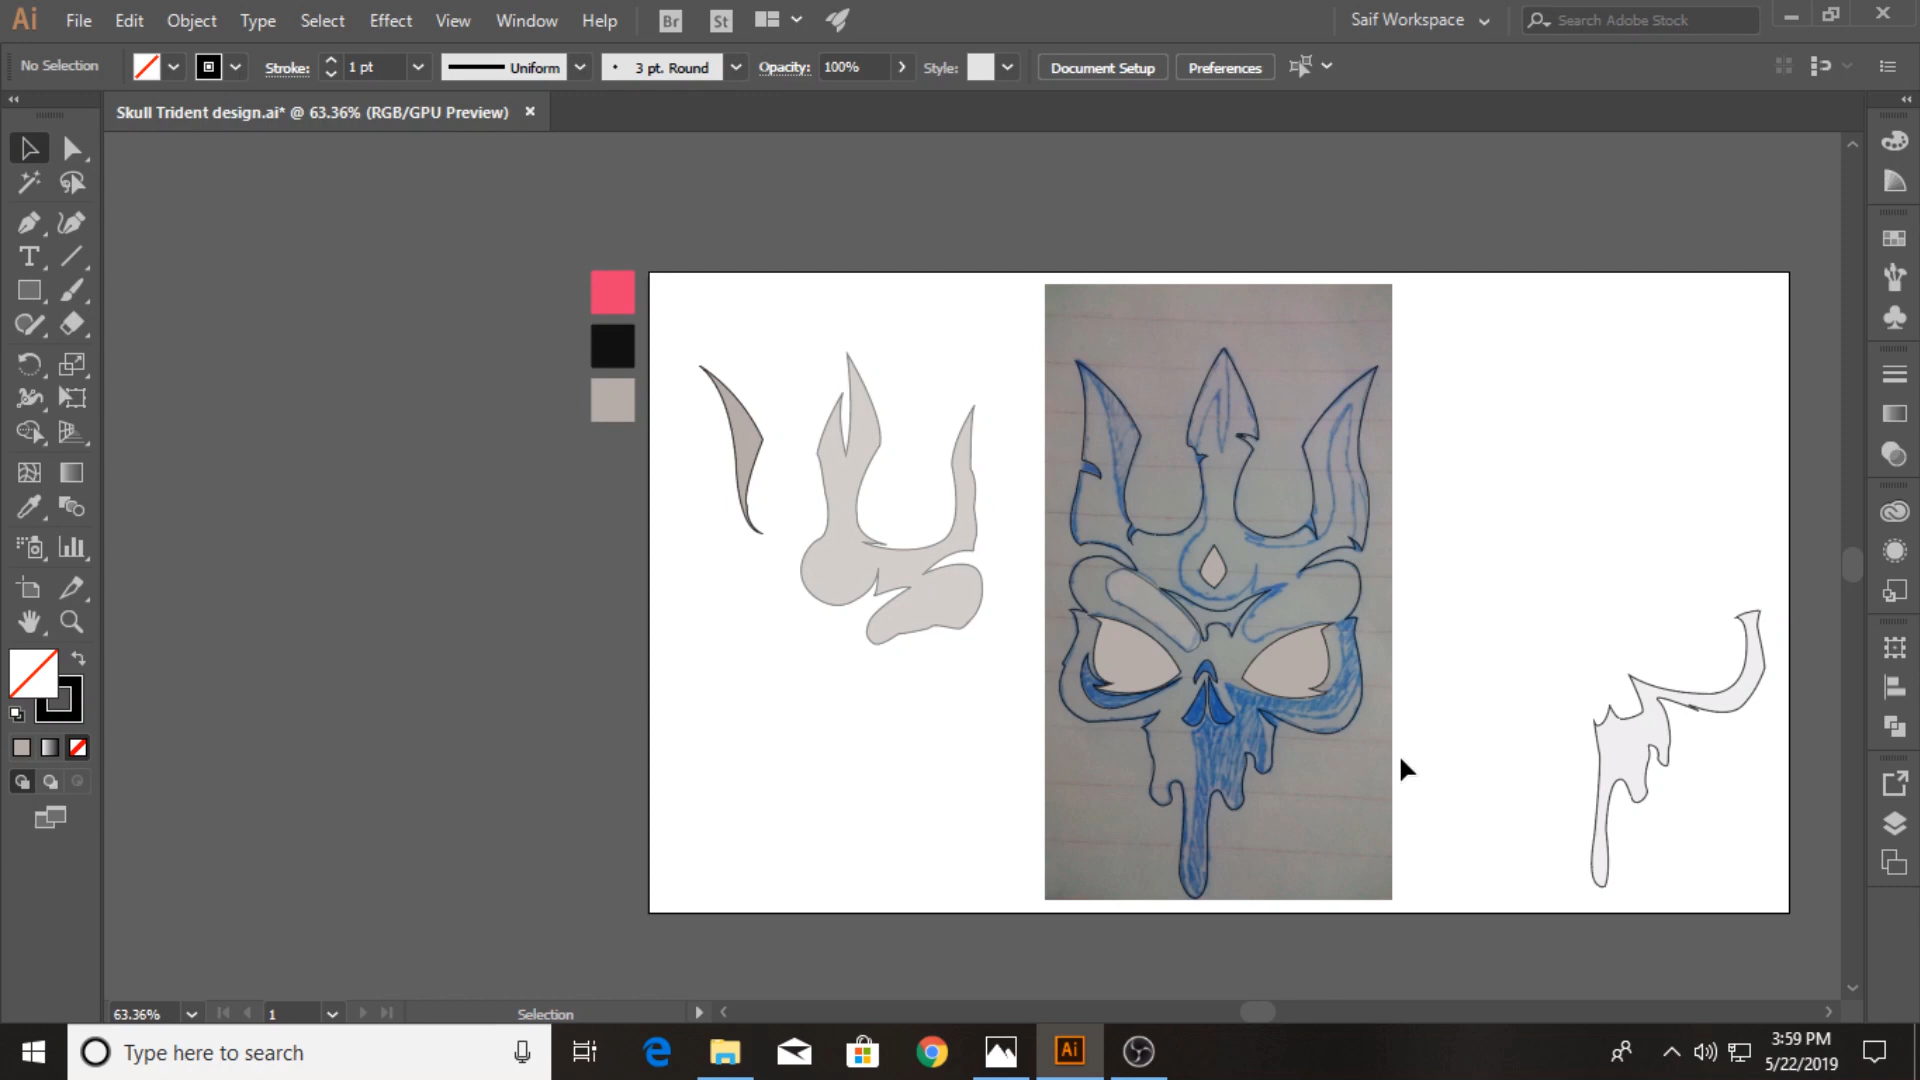 Ai File Edit Object Type Select Effect View Window Help Br St Saif Workspace Search Adobe Stock
No Selection Stroke: 1 pt Uniform 3 pt. Round Opacity: 100% Style: Document Setup Preferences
Skull Trident design.ai* @ 63.36% (RGB/GPU Preview)
T
63.36% 1 Selection
Type here to search Ai 3:59 PM
5/22/2019